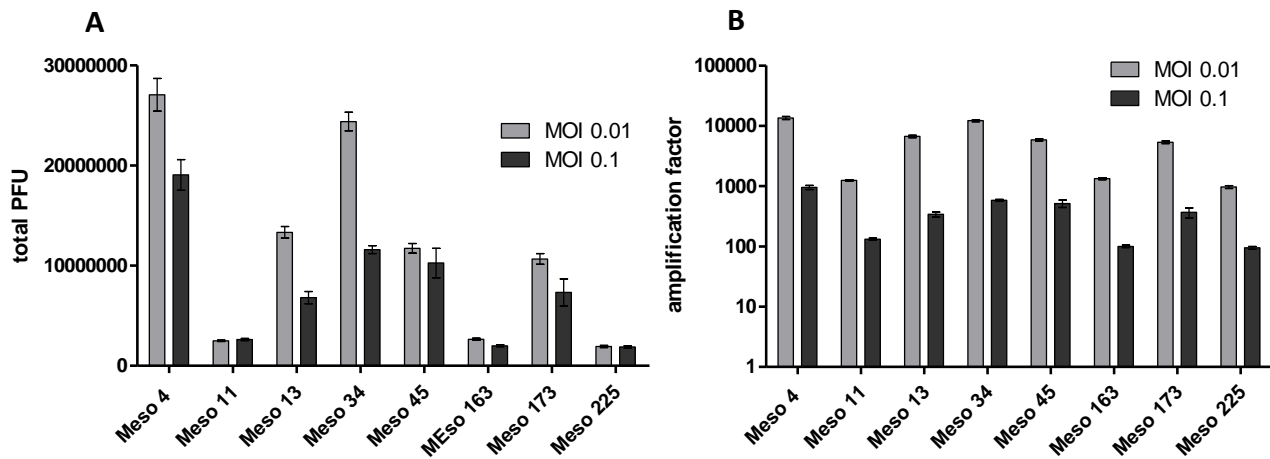 A
total PFU
30000000
20000000
10000000
0
MOI 0.01
MOI 0.1
Meso 4
Meso 11
Meso 13
Meso 34
Meso 45
MEso 163
Meso 173
Meso 225
B
amplification factor
100000
10000
1000
100
10
1
MOI 0.01
MOI 0.1
Meso 4
Meso 11
Meso 13
Meso 34
Meso 45
Meso 163
Meso 173
Meso 225